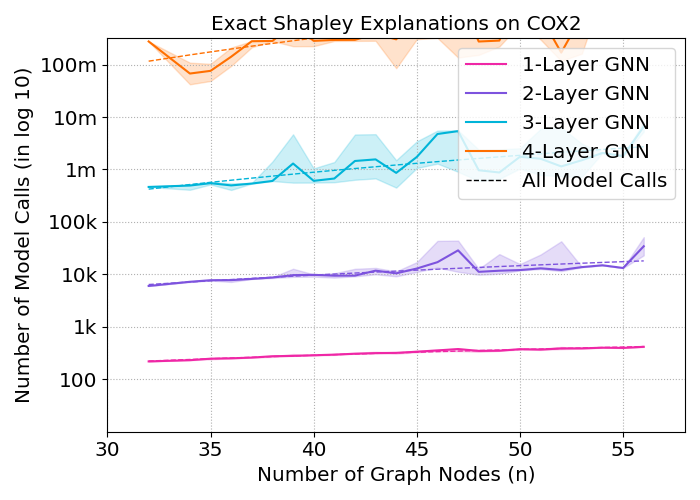 Exact Shapley Explanations on COX2
Number of Model Calls (in log 10)
100m
10m
1m
100k
10k
1k
100
1-Layer GNN
2-Layer GNN
3-Layer GNN
4-Layer GNN
All Model Calls
30 35 40 45 50 55
Number of Graph Nodes (n)